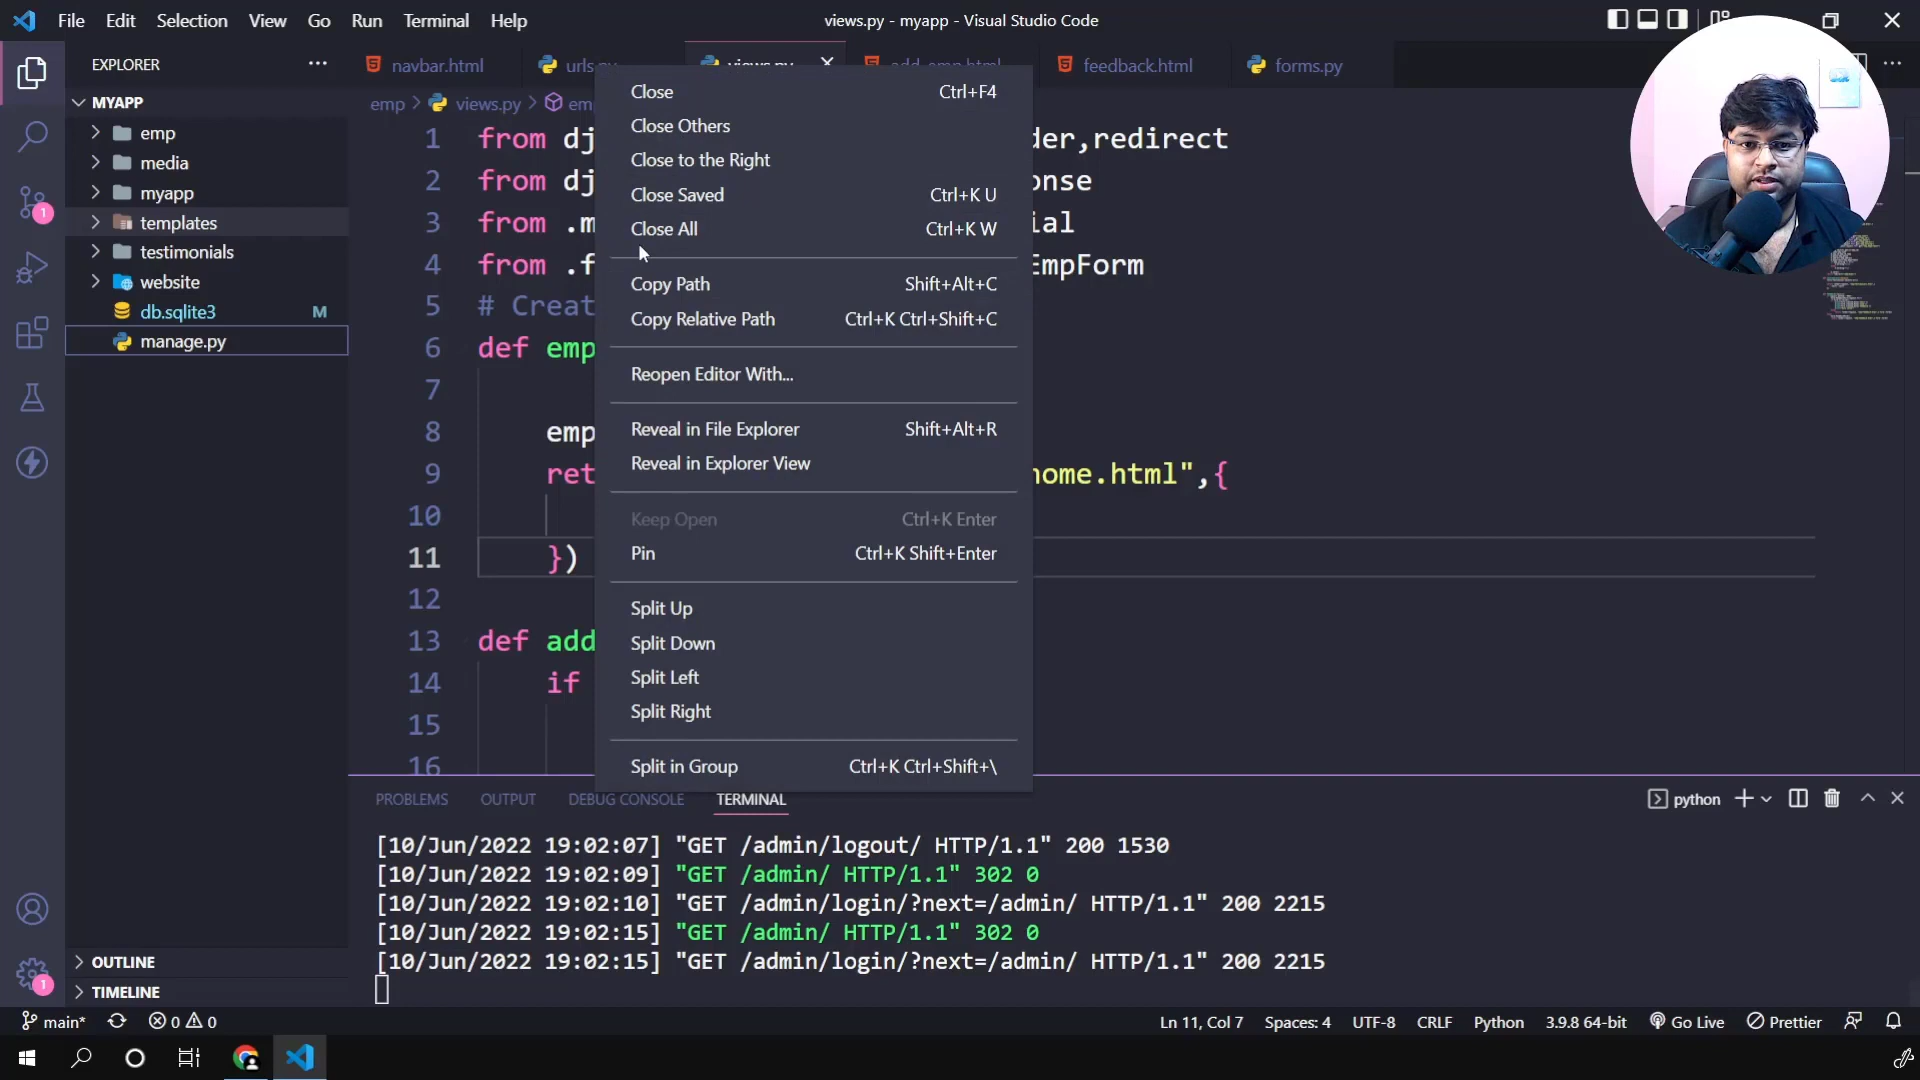 File Edit Selection View Go Run Terminal Help
views.py - myapp - Visual Studio Code
EXPLORER
navbar.html
views.py
feedback.html
forms.py
MYAPP
emp
media
myapp
templates
testimonials
website
db.sqlite3 M
manage.py
OUTLINE
TIMELINE
emp > views.py >
1 from dj der,redirect
2 from dj onse
3 from .m ial
4 from .f EmpForm
5 # Creat
6 def emp
7
8 emp
9 ret home.html",{
10
11 })
12
13 def add
14 if
15
16
Close Ctrl+F4
Close Others
Close to the Right
Close Saved Ctrl+K U
Close All Ctrl+K W
Copy Path Shift+Alt+C
Copy Relative Path Ctrl+K Ctrl+Shift+C
Reopen Editor With...
Reveal in File Explorer Shift+Alt+R
Reveal in Explorer View
Keep Open Ctrl+K Enter
Pin Ctrl+K Shift+Enter
Split Up
Split Down
Split Left
Split Right
Split in Group Ctrl+K Ctrl+Shift+\
PROBLEMS OUTPUT DEBUG CONSOLE TERMINAL
python
[10/Jun/2022 19:02:07] "GET /admin/logout/ HTTP/1.1" 200 1530
[10/Jun/2022 19:02:09] "GET /admin/ HTTP/1.1" 302 0
[10/Jun/2022 19:02:10] "GET /admin/login/?next=/admin/ HTTP/1.1" 200 2215
[10/Jun/2022 19:02:15] "GET /admin/ HTTP/1.1" 302 0
[10/Jun/2022 19:02:15] "GET /admin/login/?next=/admin/ HTTP/1.1" 200 2215
main* 0 0
Ln 11, Col 7 Spaces: 4 UTF-8 CRLF Python 3.9.8 64-bit Go Live Prettier